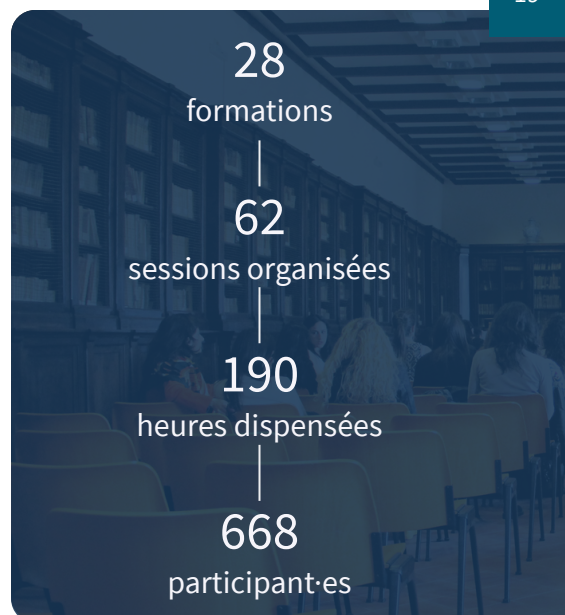 28
formations
62
sessions organisées
190
heures dispensées
668
participant·es